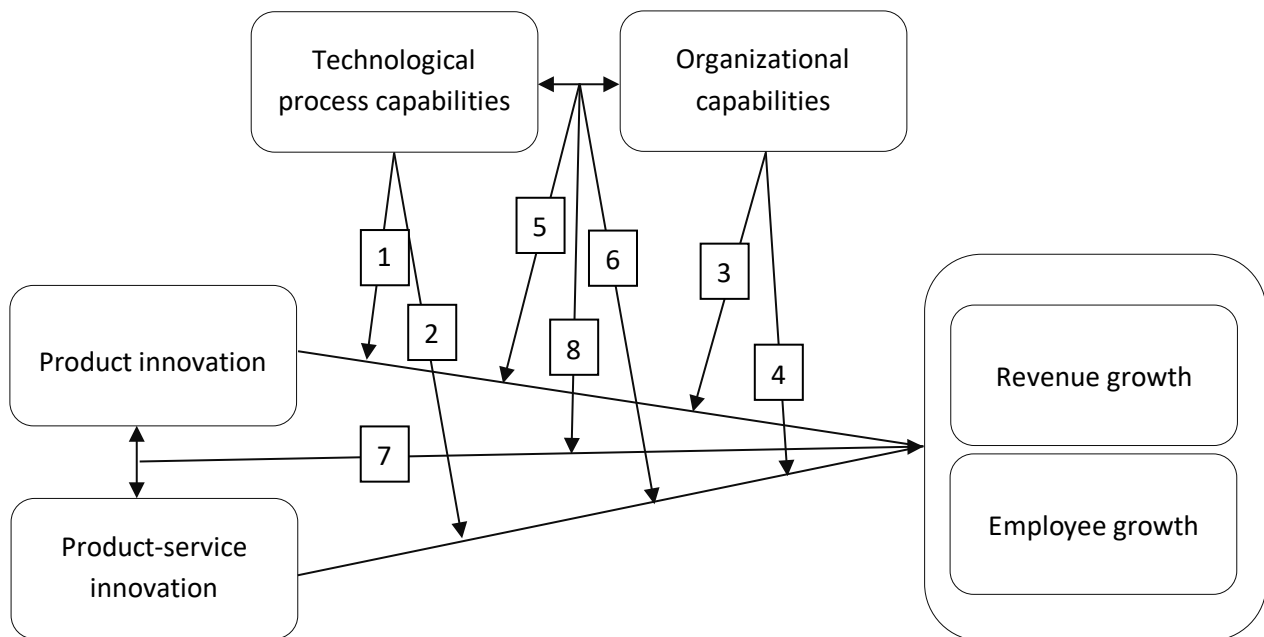 Technological
process capabilities
Organizational
capabilities
5
1
6
3
2
8
4
Product innovation
Revenue growth
7
Product-service
innovation
Employee growth